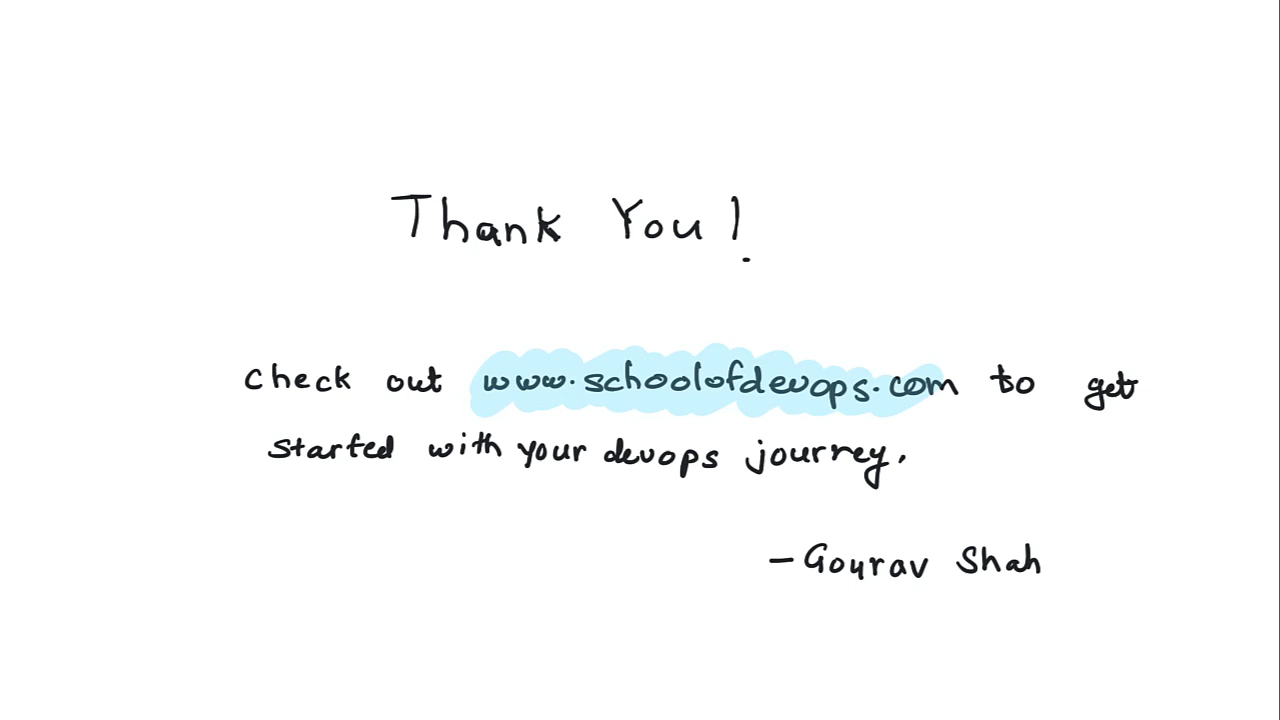 Thank You!
check out www.schoolofdevops.com to get
started with your devops journey.
- Gourav Shah